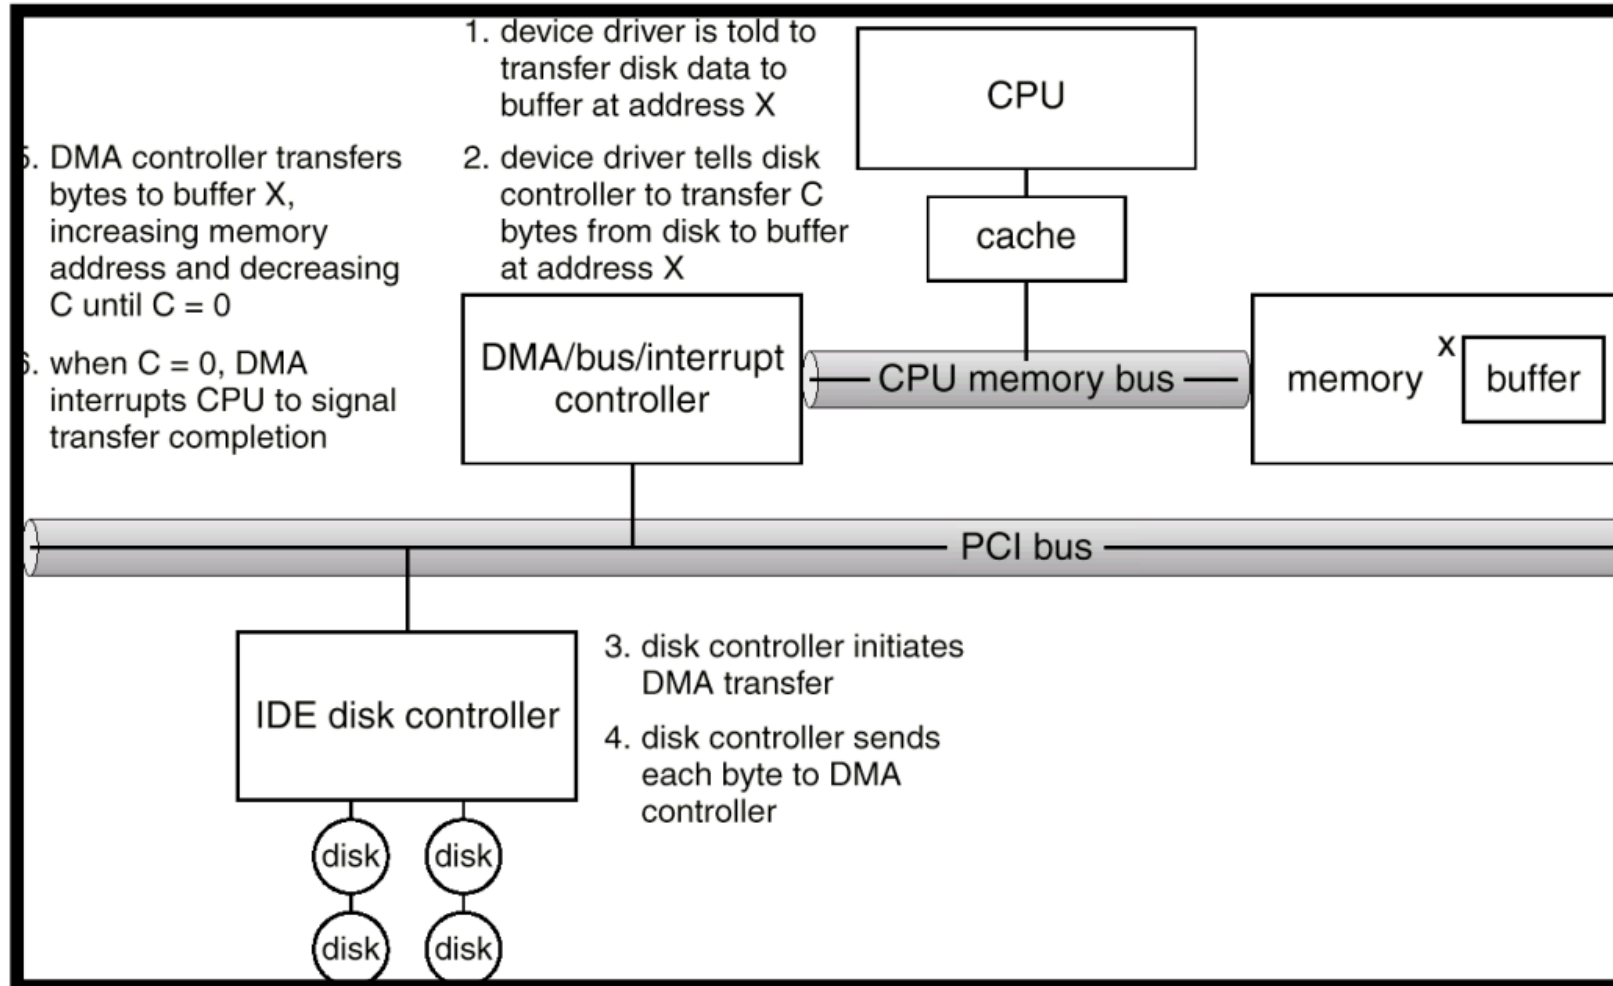 1. device driver is told to
transfer disk data to
buffer at address X
2. device driver tells disk
controller to transfer C
bytes from disk to buffer
at address X
5. DMA controller transfers
bytes to buffer X,
increasing memory
address and decreasing
C until C = 0
6. when C = 0, DMA
interrupts CPU to signal
transfer completion
CPU
cache
DMA/bus/interrupt
controller
CPU memory bus
memory
X
buffer
PCI bus
IDE disk controller
3. disk controller initiates
DMA transfer
4. disk controller sends
each byte to DMA
controller
disk
disk
disk
disk